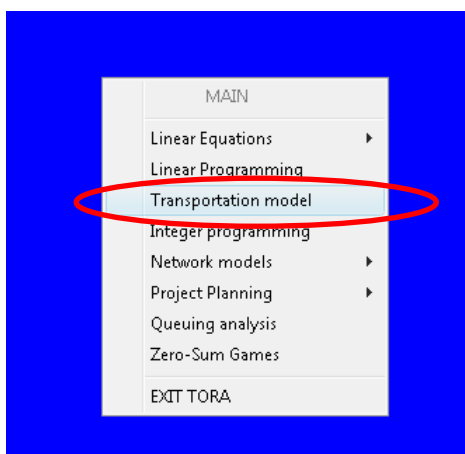 MAIN
Linear Equations
Linear Programming
Transportation model
Integer programming
Network models
Project Planning
Queuing analysis
Zero-Sum Games
EXIT TORA